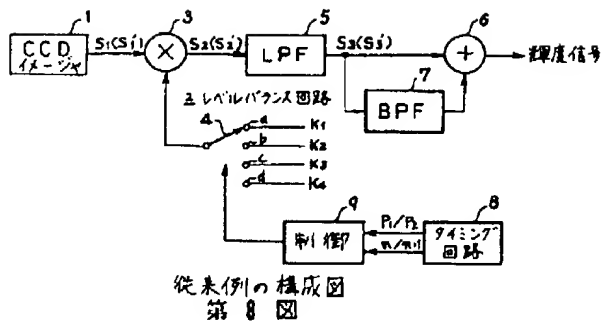 1
CCD
イメージャ
S1(S1')
3
×
S2(S2')
5
LPF
S3(S3')
6
+
輝度信号
7
BPF
2 レベルバランス回路
4
a K1
b K2
c K3
d K4
9
制御
P1/P2
n/n+1
8
タイミング
回路
従来例の構成図
第8図